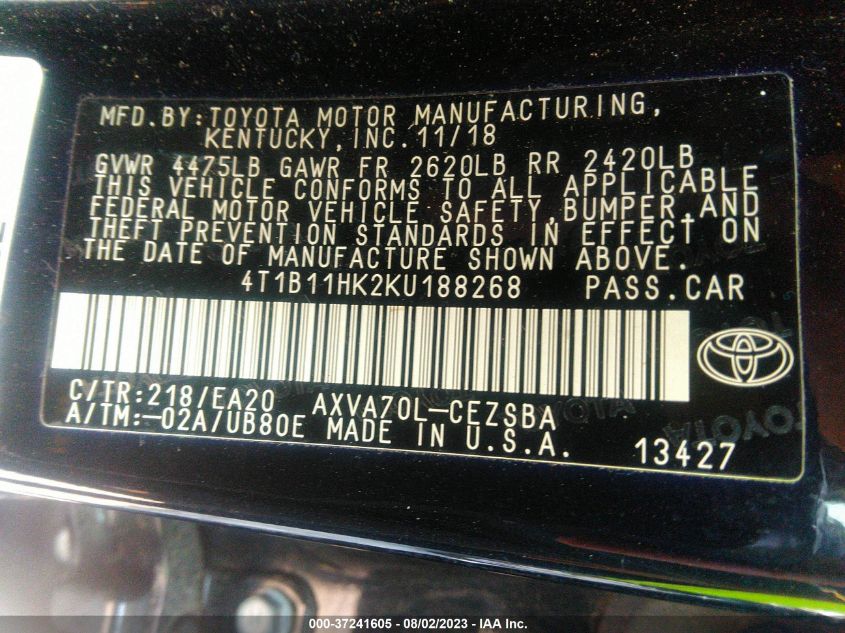 MFD.BY:TOYOTA MOTOR MANUFACTURING,
KENTUCKY,INC.11/18
GVWR 4475LB GAWR FR 2620LB RR 2420LB
THIS VEHICLE CONFORMS TO ALL APPLICABLE
FEDERAL MOTOR VEHICLE SAFETY,BUMPER,AND
THEFT PREVENTION STANDARDS IN EFFECT ON
THE DATE OF MANUFACTURE SHOWN ABOVE.
4T1B11HK2KU188268 PASS.CAR
C/TR:218/EA20 AXVA70L-CEZSBA
A/TM:-02A/UB80E MADE IN U.S.A. 13427
TOYOTA
000-37241605 - 08/02/2023 - IAA Inc.